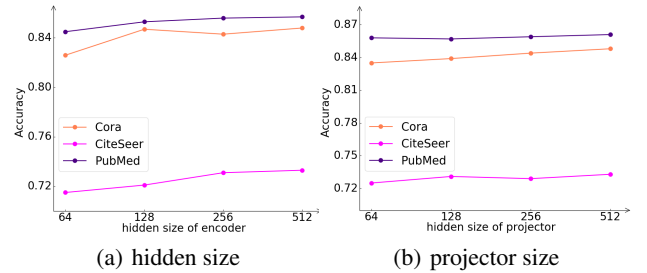 0.84
0.80
0.76
0.72
Accuracy
Cora
CiteSeer
PubMed
64 128 256 512
hidden size of encoder
(a) hidden size
0.87
0.84
0.81
0.78
0.75
0.72
Accuracy
Cora
CiteSeer
PubMed
64 128 256 512
hidden size of projector
(b) projector size